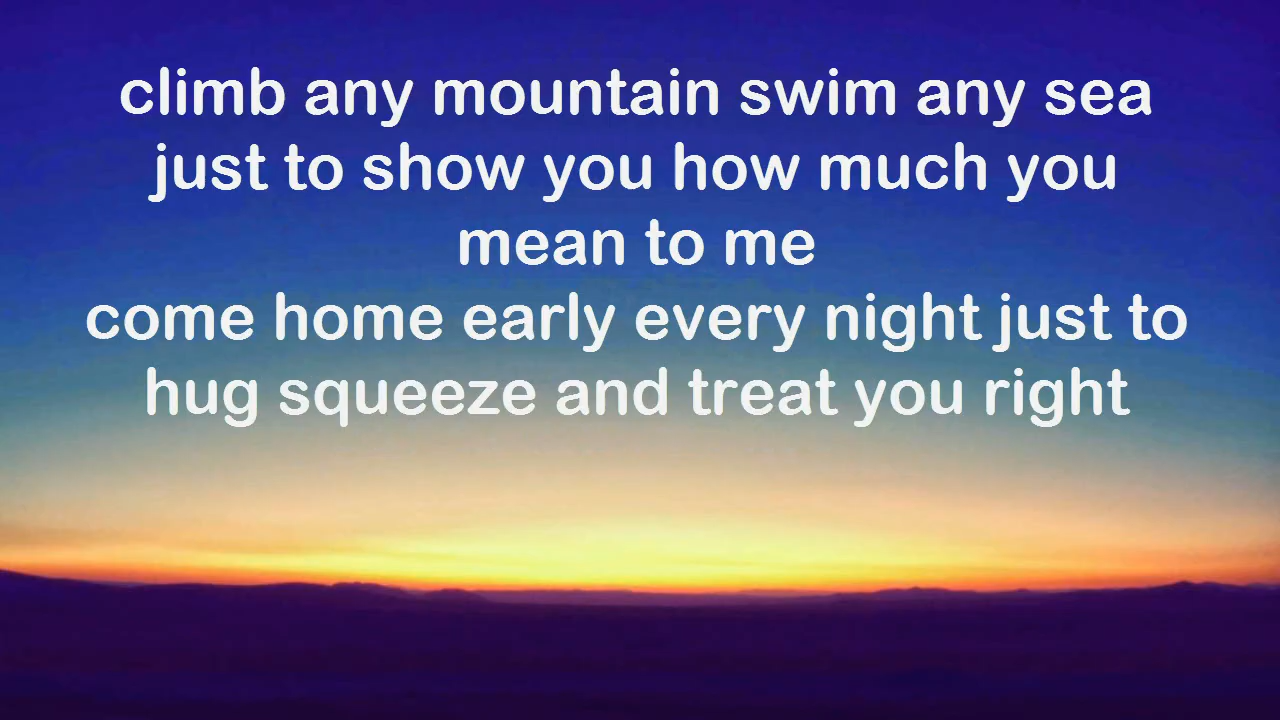 climb any mountain swim any sea
just to show you how much you
mean to me
come home early every night just to
hug squeeze and treat you right